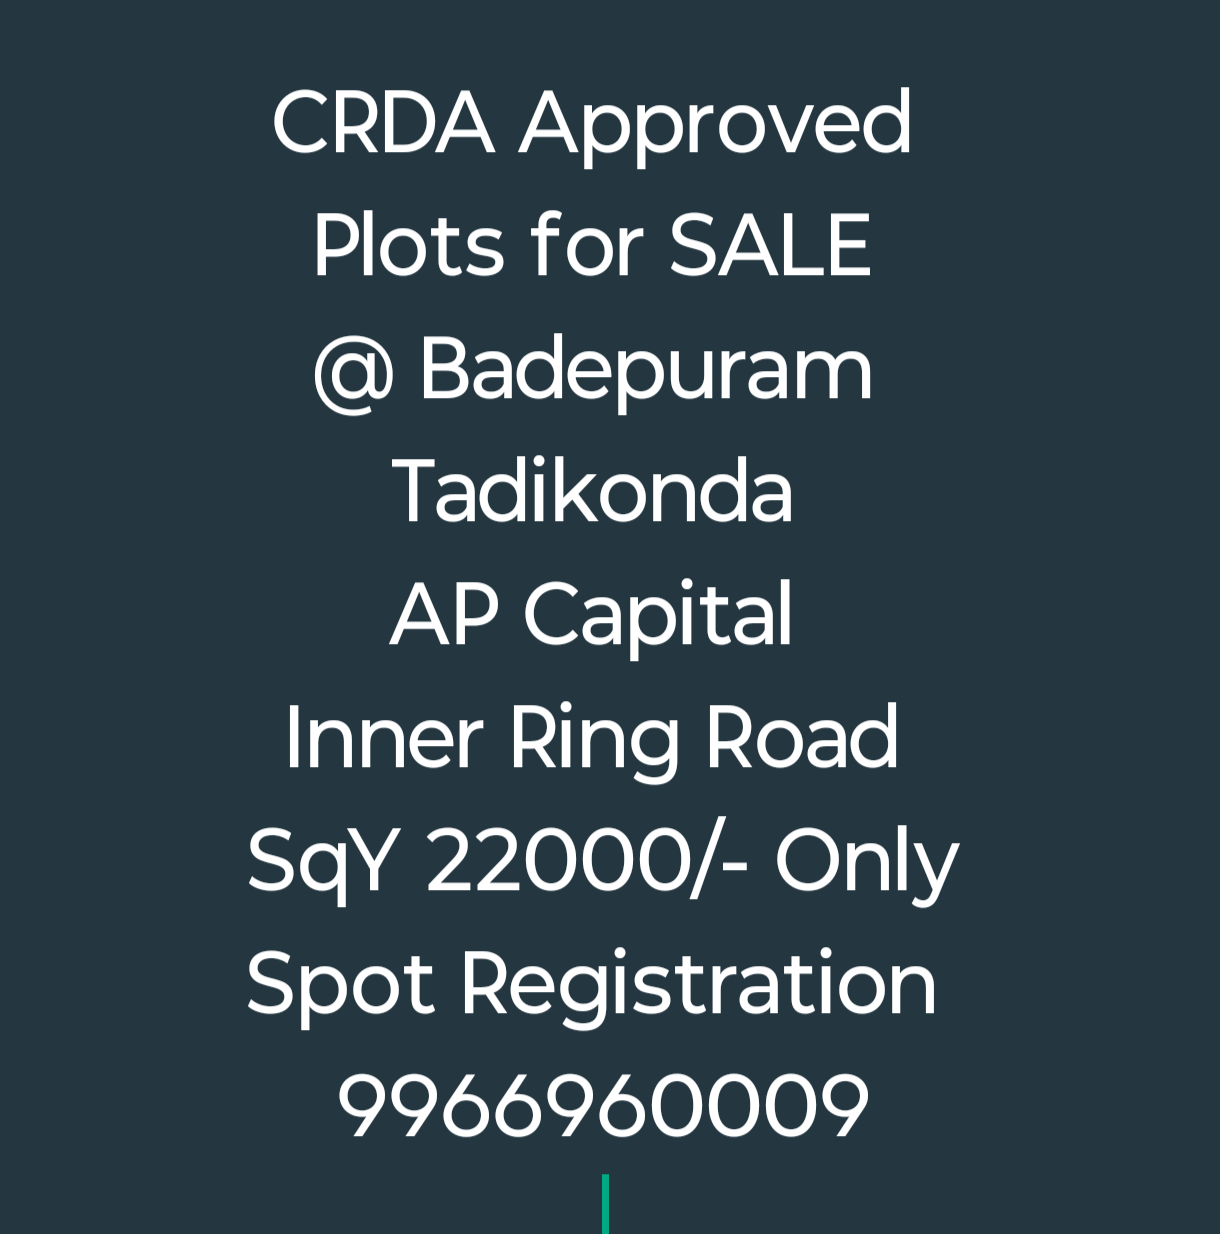 CRDA Approved
Plots for SALE
@ Badepuram
Tadikonda
AP Capital
Inner Ring Road
SqY 22000/- Only
Spot Registration
9966960009